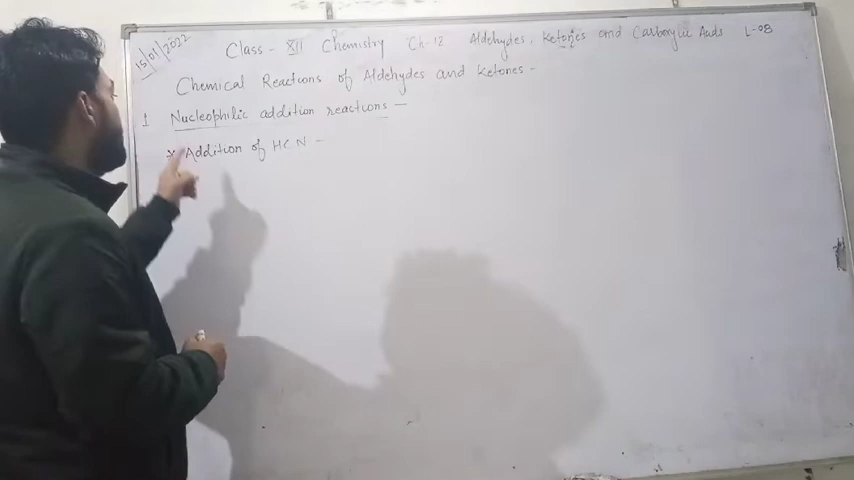 15/01/2022
Class - XII Chemistry Ch-12 Aldehydes, Ketones and Carboxylic Acids L-08
Chemical Reactions of Aldehydes and Ketones -
1 Nucleophilic addition reactions -
* Addition of HCN -